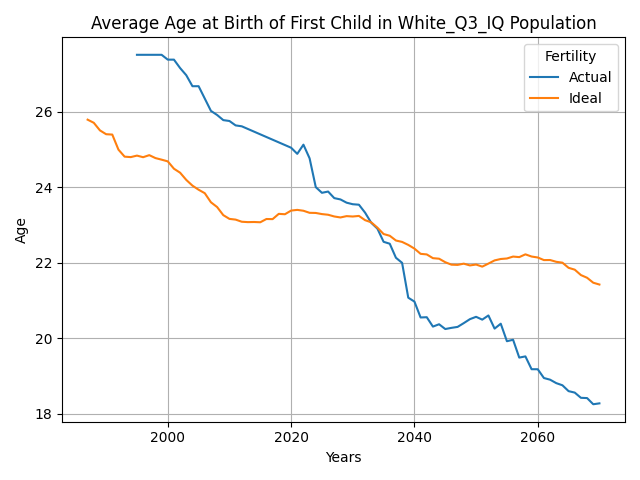 Average Age at Birth of First Child in White_Q3_IQ Population
Fertility
Actual
Ideal
Age
26
24
22
20
18
2000
2020
2040
2060
Years